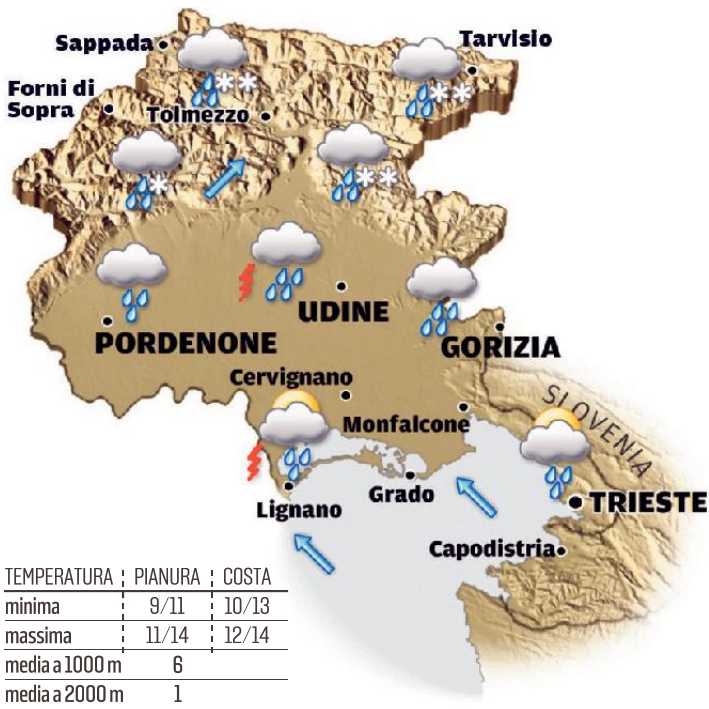 Sappada
Tarvisio
Forni di
Sopra
Tolmezzo
UDINE
PORDENONE
GORIZIA
Cervignano
Monfalcone
SLOVENIA
Grado
Lignano
TRIESTE
Capodistria
TEMPERATURA PIANURA COSTA
minima 9/11 10/13
massima 11/14 12/14
media a 1000 m 6
media a 2000 m 1